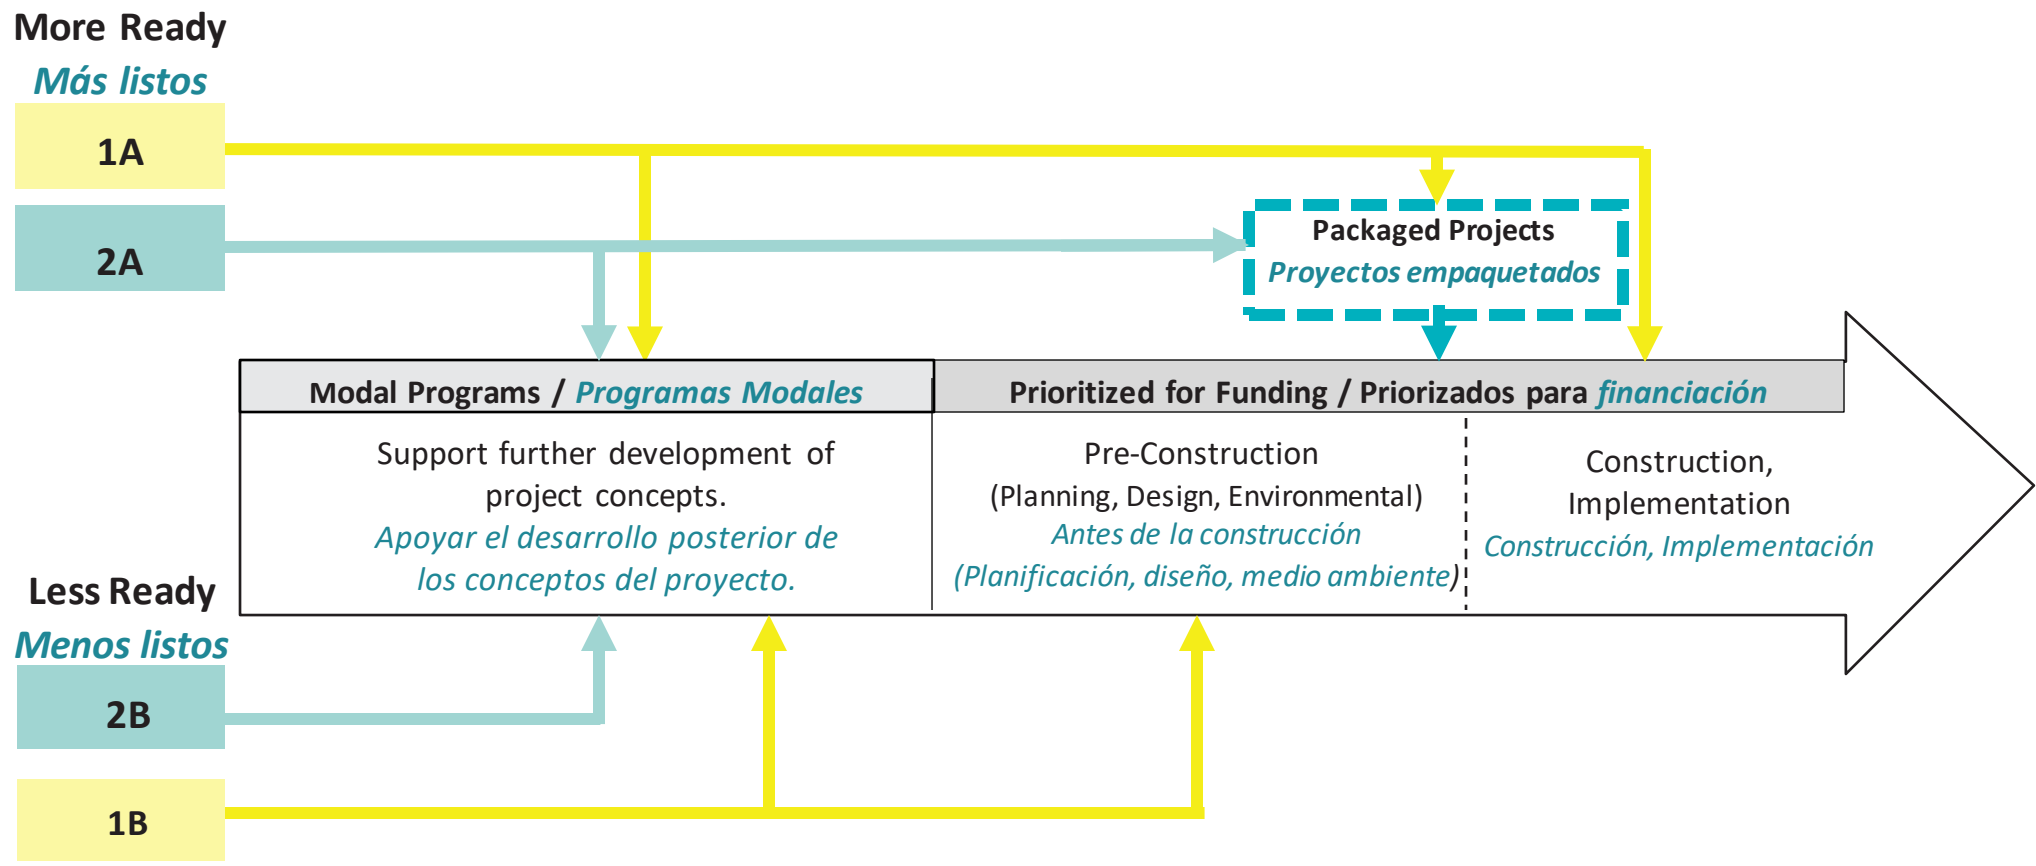 More Ready
Más listos
1A
2A
Packaged Projects
Proyectos empaquetados
Modal Programs / Programas Modales
Prioritized for Funding / Priorizados para financiación
Support further development of
project concepts.
Apoyar el desarrollo posterior de
los conceptos del proyecto.
Pre-Construction
(Planning, Design, Environmental)
Antes de la construcción
(Planificación, diseño, medio ambiente)
Construction,
Implementation
Construcción, Implementación
Less Ready
Menos listos
2B
1B